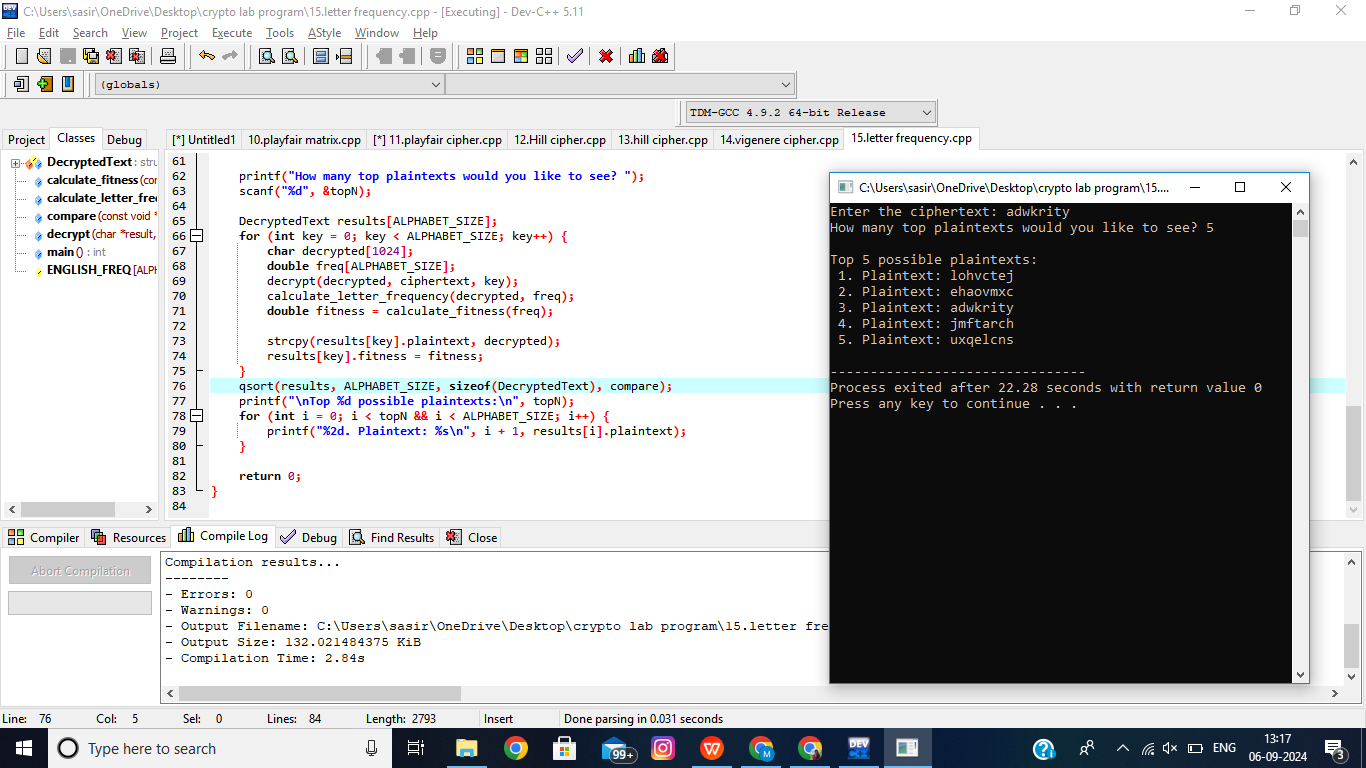 C:\Users\sasir\OneDrive\Desktop\crypto lab program\15.letter frequency.cpp - [Executing] - Dev-C++ 5.11
File Edit Search View Project Execute Tools AStyle Window Help
(globals)
TDM-GCC 4.9.2 64-bit Release
Project Classes Debug
[*] Untitled1 10.playfair matrix.cpp [*] 11.playfair cipher.cpp 12.Hill cipher.cpp 13.hill cipher.cpp 14.vigenere cipher.cpp 15.letter frequency.cpp
DecryptedText : stru
calculate_fitness (cor
calculate_letter_fre
compare (const void *
decrypt (char *result,
main () : int
ENGLISH_FREQ [ALPH
61
62 printf("How many top plaintexts would you like to see? ");
63 scanf("%d", &topN);
64
65 DecryptedText results[ALPHABET_SIZE];
66 for (int key = 0; key < ALPHABET_SIZE; key++) {
67 char decrypted[1024];
68 double freq[ALPHABET_SIZE];
69 decrypt(decrypted, ciphertext, key);
70 calculate_letter_frequency(decrypted, freq);
71 double fitness = calculate_fitness(freq);
72
73 strcpy(results[key].plaintext, decrypted);
74 results[key].fitness = fitness;
75 }
76 qsort(results, ALPHABET_SIZE, sizeof(DecryptedText), compare);
77 printf("\nTop %d possible plaintexts:\n", topN);
78 for (int i = 0; i < topN && i < ALPHABET_SIZE; i++) {
79 printf("%2d. Plaintext: %s\n", i + 1, results[i].plaintext);
80 }
81
82 return 0;
83 }
84
C:\Users\sasir\OneDrive\Desktop\crypto lab program\15....
Enter the ciphertext: adwkrity
How many top plaintexts would you like to see? 5
Top 5 possible plaintexts:
1. Plaintext: lohvctej
2. Plaintext: ehaovmxc
3. Plaintext: adwkrity
4. Plaintext: jmftarch
5. Plaintext: uxqelcns
--------------------------------
Process exited after 22.28 seconds with return value 0
Press any key to continue . . .
Compiler Resources Compile Log Debug Find Results Close
Abort Compilation
Compilation results...
--------
- Errors: 0
- Warnings: 0
- Output Filename: C:\Users\sasir\OneDrive\Desktop\crypto lab program\15.letter fre
- Output Size: 132.021484375 KiB
- Compilation Time: 2.84s
Line: 76 Col: 5 Sel: 0 Lines: 84 Length: 2793 Insert Done parsing in 0.031 seconds
Type here to search
99+
M
DEV
ENG
13:17
06-09-2024
3